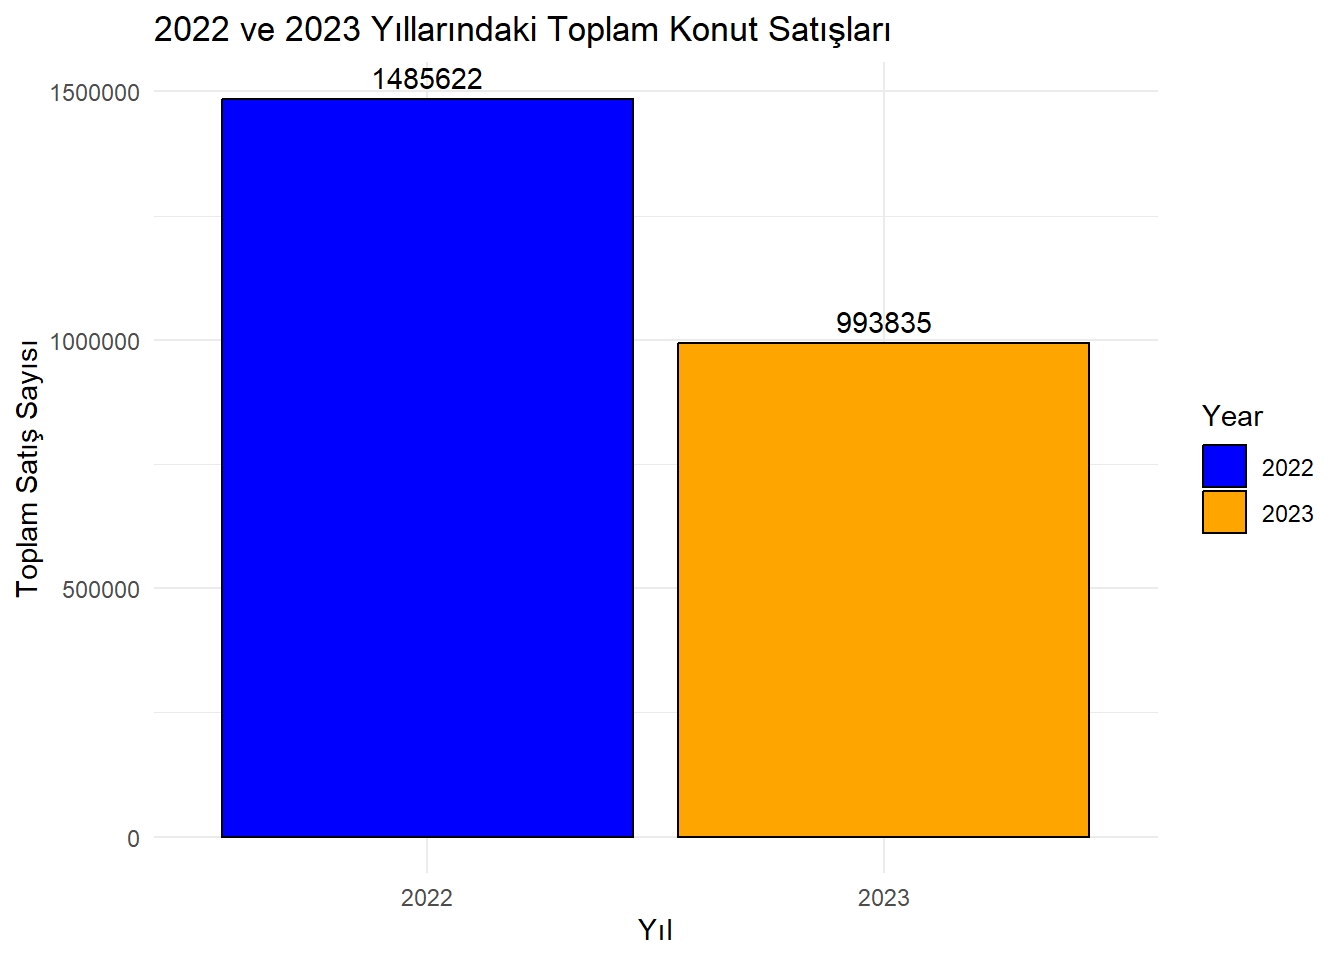 2022 ve 2023 Yıllarındaki Toplam Konut Satışları
1485622
993835
1500000
1000000
500000
0
Toplam Satış Sayısı
2022
2023
Yıl
Year
2022
2023